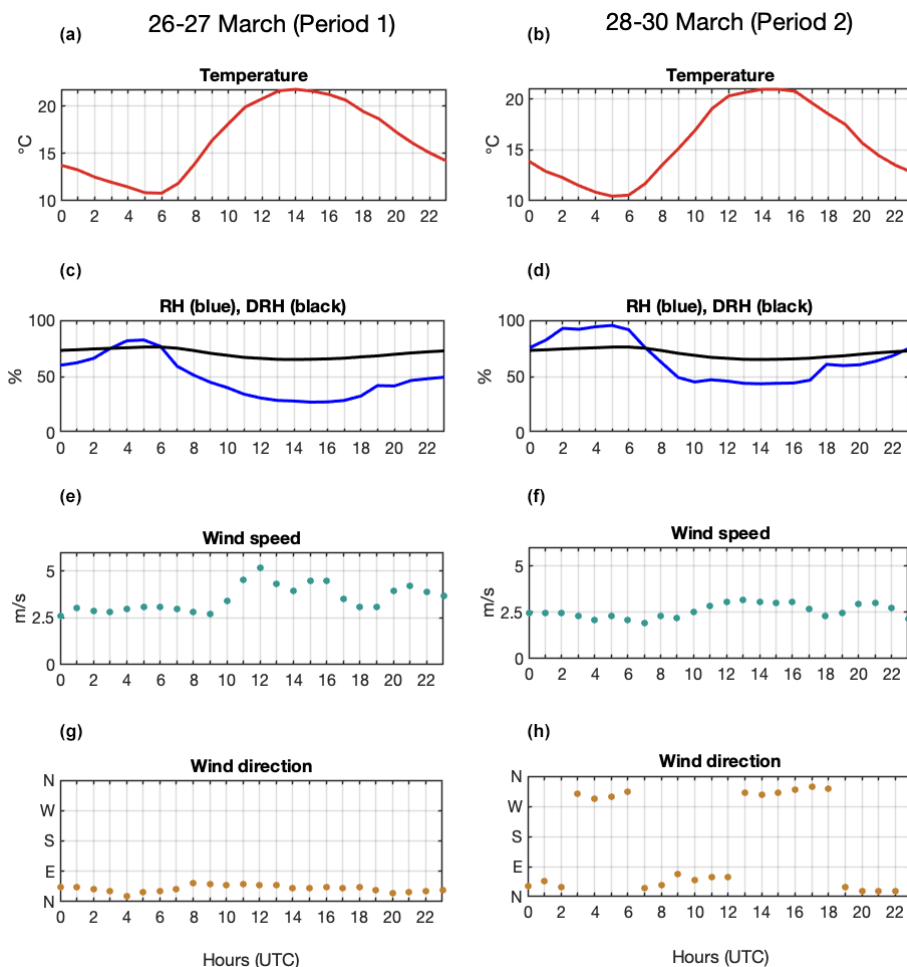 26-27 March (Period 1)
28-30 March (Period 2)
(a)
(b)
Temperature
Temperature
20
15
10
°C
0 2 4 6 8 10 12 14 16 18 20 22
20
15
10
°C
0 2 4 6 8 10 12 14 16 18 20 22
(c)
(d)
RH (blue), DRH (black)
RH (blue), DRH (black)
100
50
0
%
0 2 4 6 8 10 12 14 16 18 20 22
100
50
0
%
0 2 4 6 8 10 12 14 16 18 20 22
(e)
(f)
Wind speed
Wind speed
5
2.5
0
m/s
0 2 4 6 8 10 12 14 16 18 20 22
5
2.5
0
m/s
0 2 4 6 8 10 12 14 16 18 20 22
(g)
(h)
Wind direction
Wind direction
N
W
S
E
N
0 2 4 6 8 10 12 14 16 18 20 22
N
W
S
E
N
0 2 4 6 8 10 12 14 16 18 20 22
Hours (UTC)
Hours (UTC)